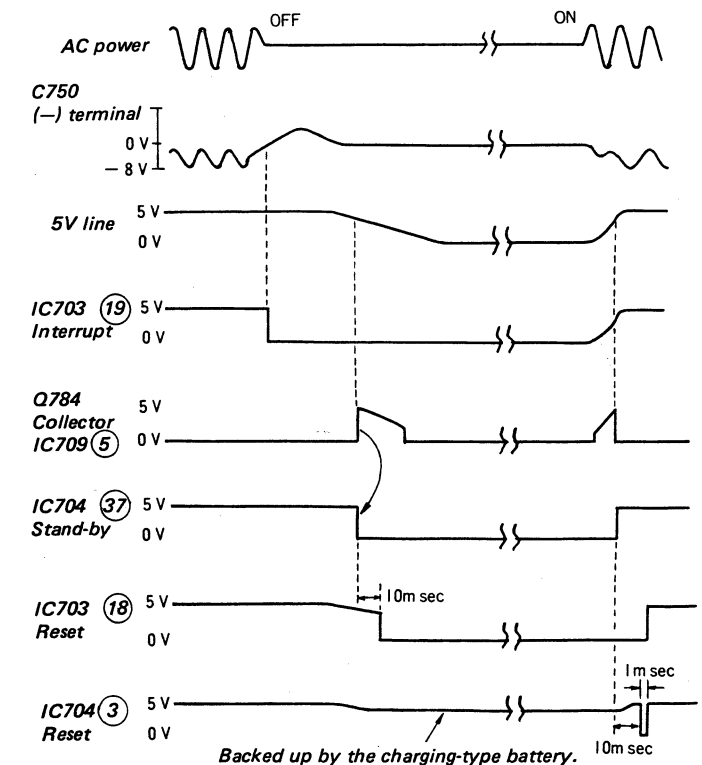 OFF
ON
AC power
C750
(—) terminal
0 V
— 8 V
5V line
5 V
0 V
IC703 (19)
Interrupt
5 V
0 V
Q784
Collector
IC709 (5)
5 V
0 V
IC704 (37)
Stand-by
5 V
0 V
10m sec
IC703 (18)
Reset
5 V
0 V
1m sec
IC704 (3)
Reset
5 V
0 V
10m sec
Backed up by the charging-type battery.